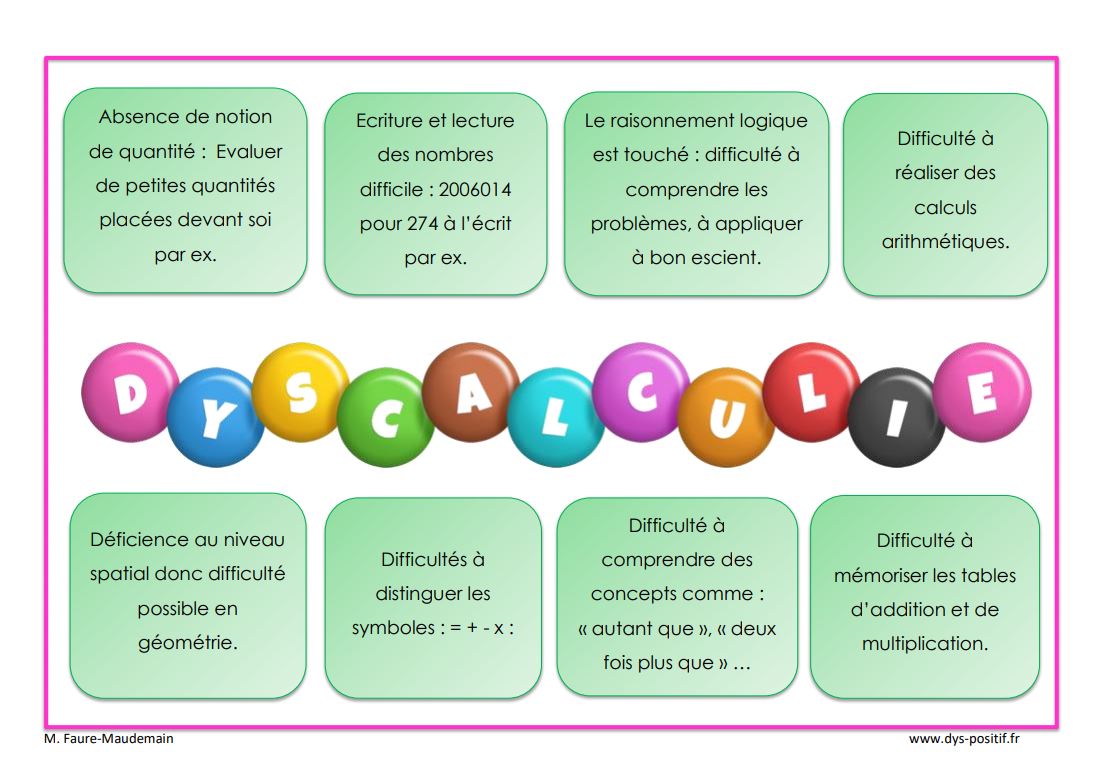 Absence de notion
de quantité :  Evaluer
de petites quantités
placées devant soi
par ex.
Ecriture et lecture
des nombres
difficile : 2006014
pour 274 à l’écrit
par ex.
Le raisonnement logique
est touché : difficulté à
comprendre les
problèmes, à appliquer
à bon escient.
Difficulté à
réaliser des
calculs
arithmétiques.
DYSCALCULIE
Déficience au niveau
spatial donc difficulté
possible en
géométrie.
Difficultés à
distinguer les
symboles : = + - x :
Difficulté à
comprendre des
concepts comme :
« autant que », « deux
fois plus que » …
Difficulté à
mémoriser les tables
d’addition et de
multiplication.
M. Faure-Maudemain
www.dys-positif.fr